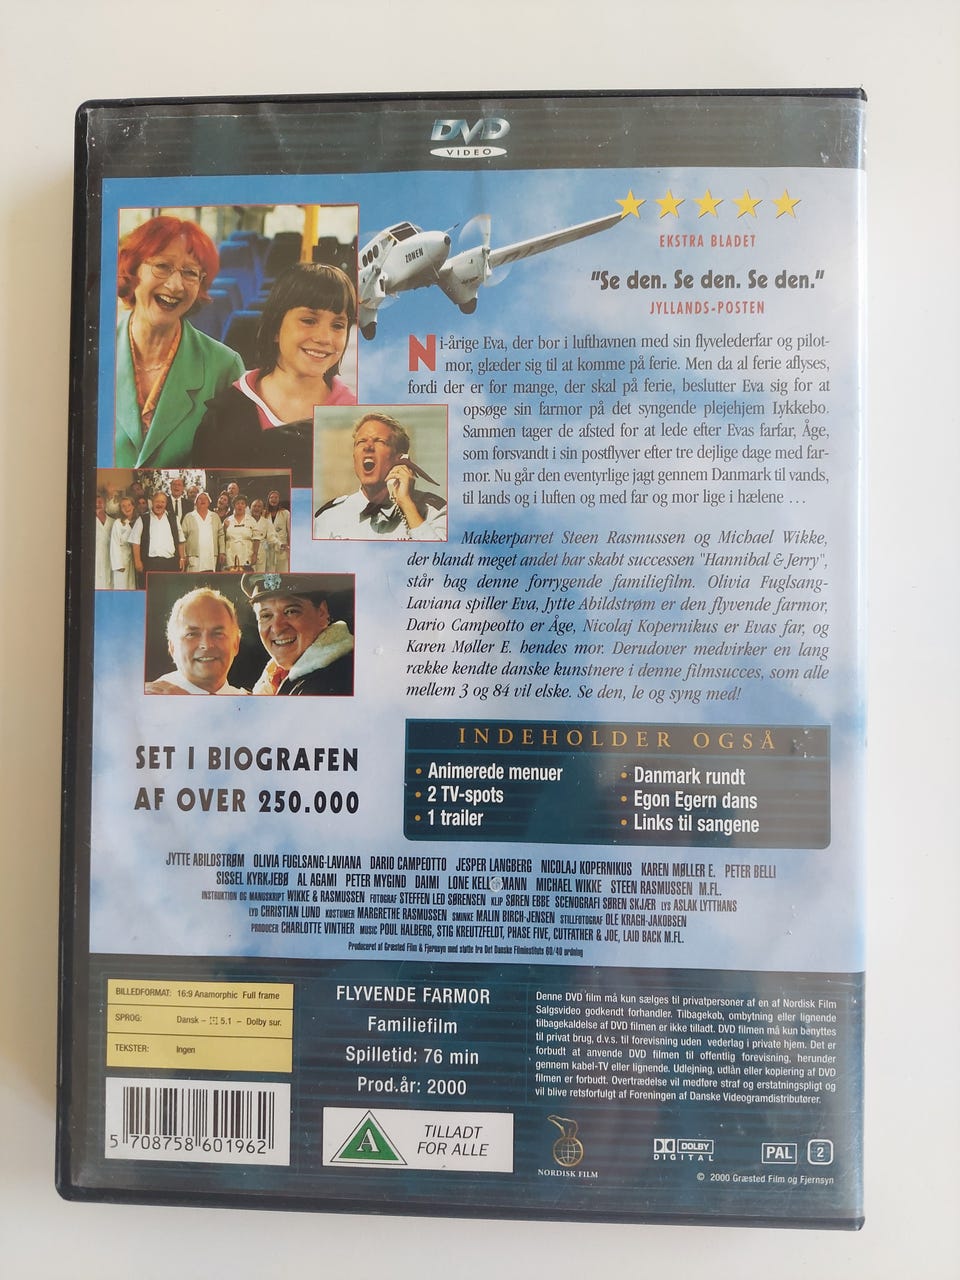 DVD
VIDEO
ZONEN
EKSTRA BLADET
"Se den. Se den. Se den."
JYLLANDS-POSTEN
Ni-årige Eva, der bor i lufthavnen med sin flyvelederfar og pilot-
mor, glæder sig til at komme på ferie. Men da al ferie aflyses,
fordi der er for mange, der skal på ferie, beslutter Eva sig for at
opsøge sin farmor på det syngende plejehjem Lykkebo.
Sammen tager de afsted for at lede efter Evas farfar, Åge,
som forsvandt i sin postflyver efter tre dejlige dage med far-
mor. Nu går den eventyrlige jagt gennem Danmark til vands,
til lands og i luften og med far og mor lige i hælene ...
Makkerparret Steen Rasmussen og Michael Wikke,
der blandt meget andet har skabt successen "Hannibal & Jerry",
står bag denne forrygende familiefilm. Olivia Fuglsang-
Laviana spiller Eva, Jytte Abildstrøm er den flyvende farmor,
Dario Campeotto er Åge, Nicolaj Kopernikus er Evas far, og
Karen Møller E. hendes mor. Derudover medvirker en lang
række kendte danske kunstnere i denne filmsucces, som alle
mellem 3 og 84 vil elske. Se den, le og syng med!
SET I BIOGRAFEN
AF OVER 250.000
INDEHOLDER OGSÅ
• Animerede menuer
• 2 TV-spots
• 1 trailer
• Danmark rundt
• Egon Egern dans
• Links til sangene
JYTTE ABILDSTRØM OLIVIA FUGLSANG-LAVIANA DARIO CAMPEOTTO JESPER LANGBERG NICOLAJ KOPERNIKUS KAREN MØLLER E. PETER BELLI
SISSEL KYRKJEBØ AL AGAMI PETER MYGIND DAIMI LONE KELLERMANN MICHAEL WIKKE STEEN RASMUSSEN M.FL.
INSTRUKTION OG MANUSKRIPT WIKKE & RASMUSSEN FOTOGRAF STEFFEN LED SØRENSEN KLIP SØREN EBBE SCENOGRAFI SØREN SKJÆR LYS ASLAK LYTTHANS
LYD CHRISTIAN LUND KOSTUMER MARGRETHE RASMUSSEN SMINKE MALIN BIRCH-JENSEN STILLFOTOGRAF OLE KRAGH-JAKOBSEN
PRODUCER CHARLOTTE VINTHER MUSIC POUL HALBERG, STIG KREUTZFELDT, PHASE FIVE, CUTFATHER & JOE, LAID BACK M.FL.
Produceret af Græsted Film & Fjernsyn med støtte fra Det Danske Filminstituts 60/40 ordning
BILLEDFORMAT: 16:9 Anamorphic Full frame
SPROG: Dansk – 5.1 – Dolby sur.
TEKSTER: Ingen
5 708758 601962
FLYVENDE FARMOR
Familiefilm
Spilletid: 76 min
Prod.år: 2000
A
TILLADT
FOR ALLE
Denne DVD film må kun sælges til privatpersoner af en af Nordisk Film
Salgsvideo godkendt forhandler. Tilbagekøb, ombytning eller lignende
tilbagekaldelse af DVD filmen er ikke tilladt. DVD filmen må kun benyttes
til privat brug, d.v.s. til forevisning uden vederlag i private hjem. Det er
forbudt at anvende DVD filmen til offentlig forevisning, herunder
gennem kabel-TV eller lignende. Udlejning, udlån eller kopiering af DVD
filmen er forbudt. Overtrædelse vil medføre straf og erstatningspligt og
vil blive retsforfulgt af Foreningen af Danske Videogramdistributører.
NORDISK FILM
DOLBY
DIGITAL
PAL
2
© 2000 Græsted Film og Fjernsyn